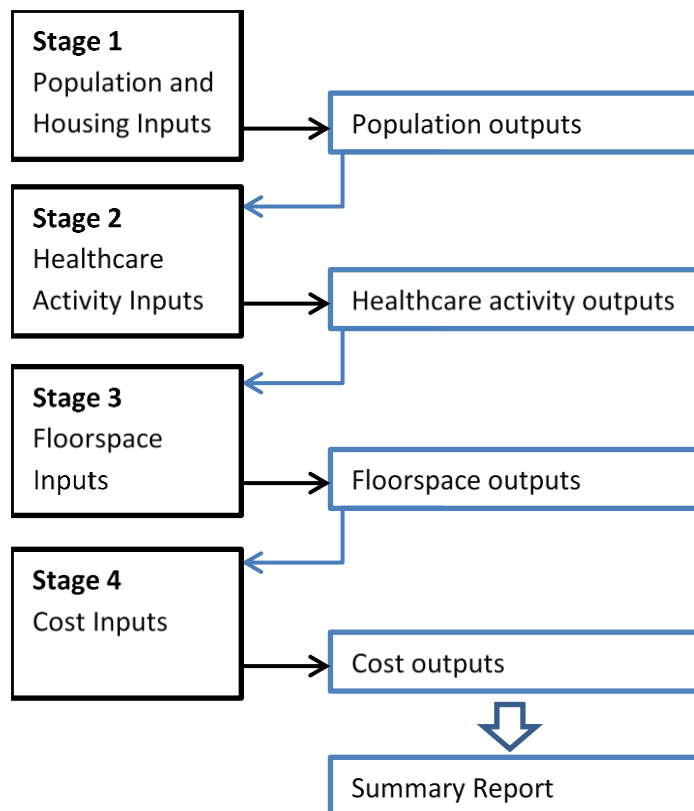 Stage 1
Population and
Housing Inputs
Population outputs
Stage 2
Healthcare
Activity Inputs
Healthcare activity outputs
Stage 3
Floorspace
Inputs
Floorspace outputs
Stage 4
Cost Inputs
Cost outputs
Summary Report